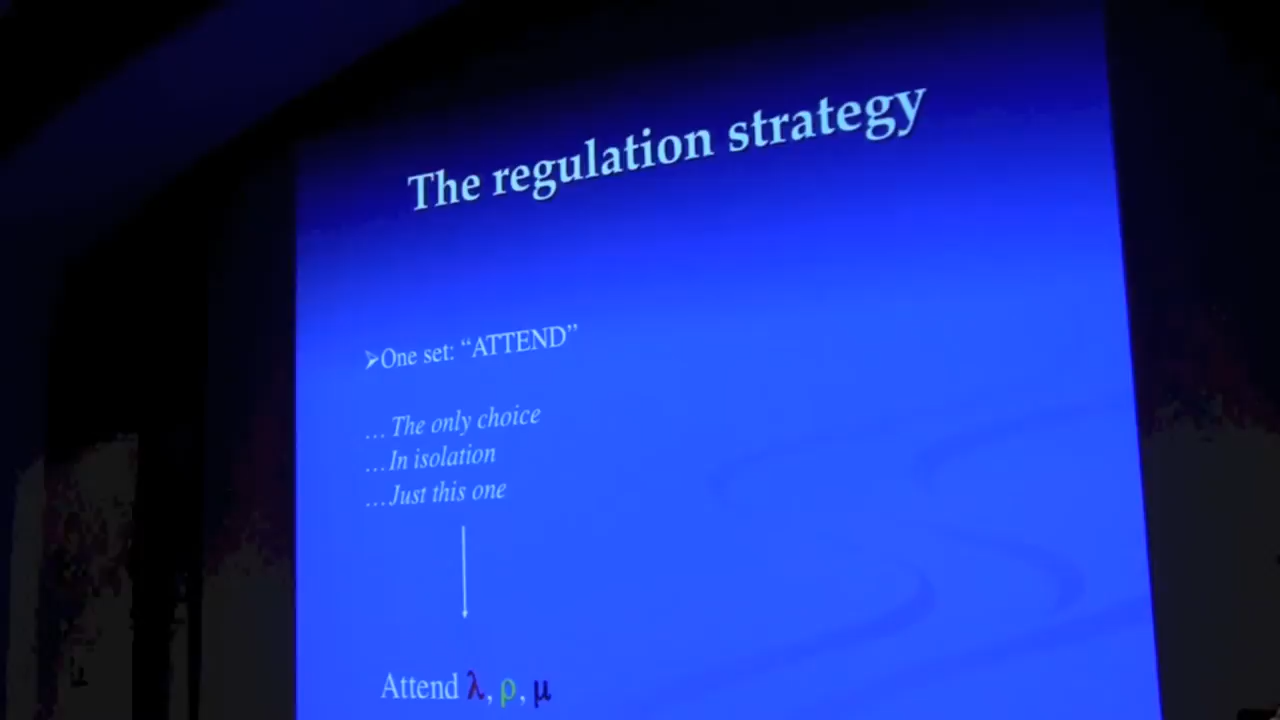 The regulation strategy
➢One set: “ATTEND”
… The only choice
…In isolation
…Just this one
Attend λ, ρ, μ